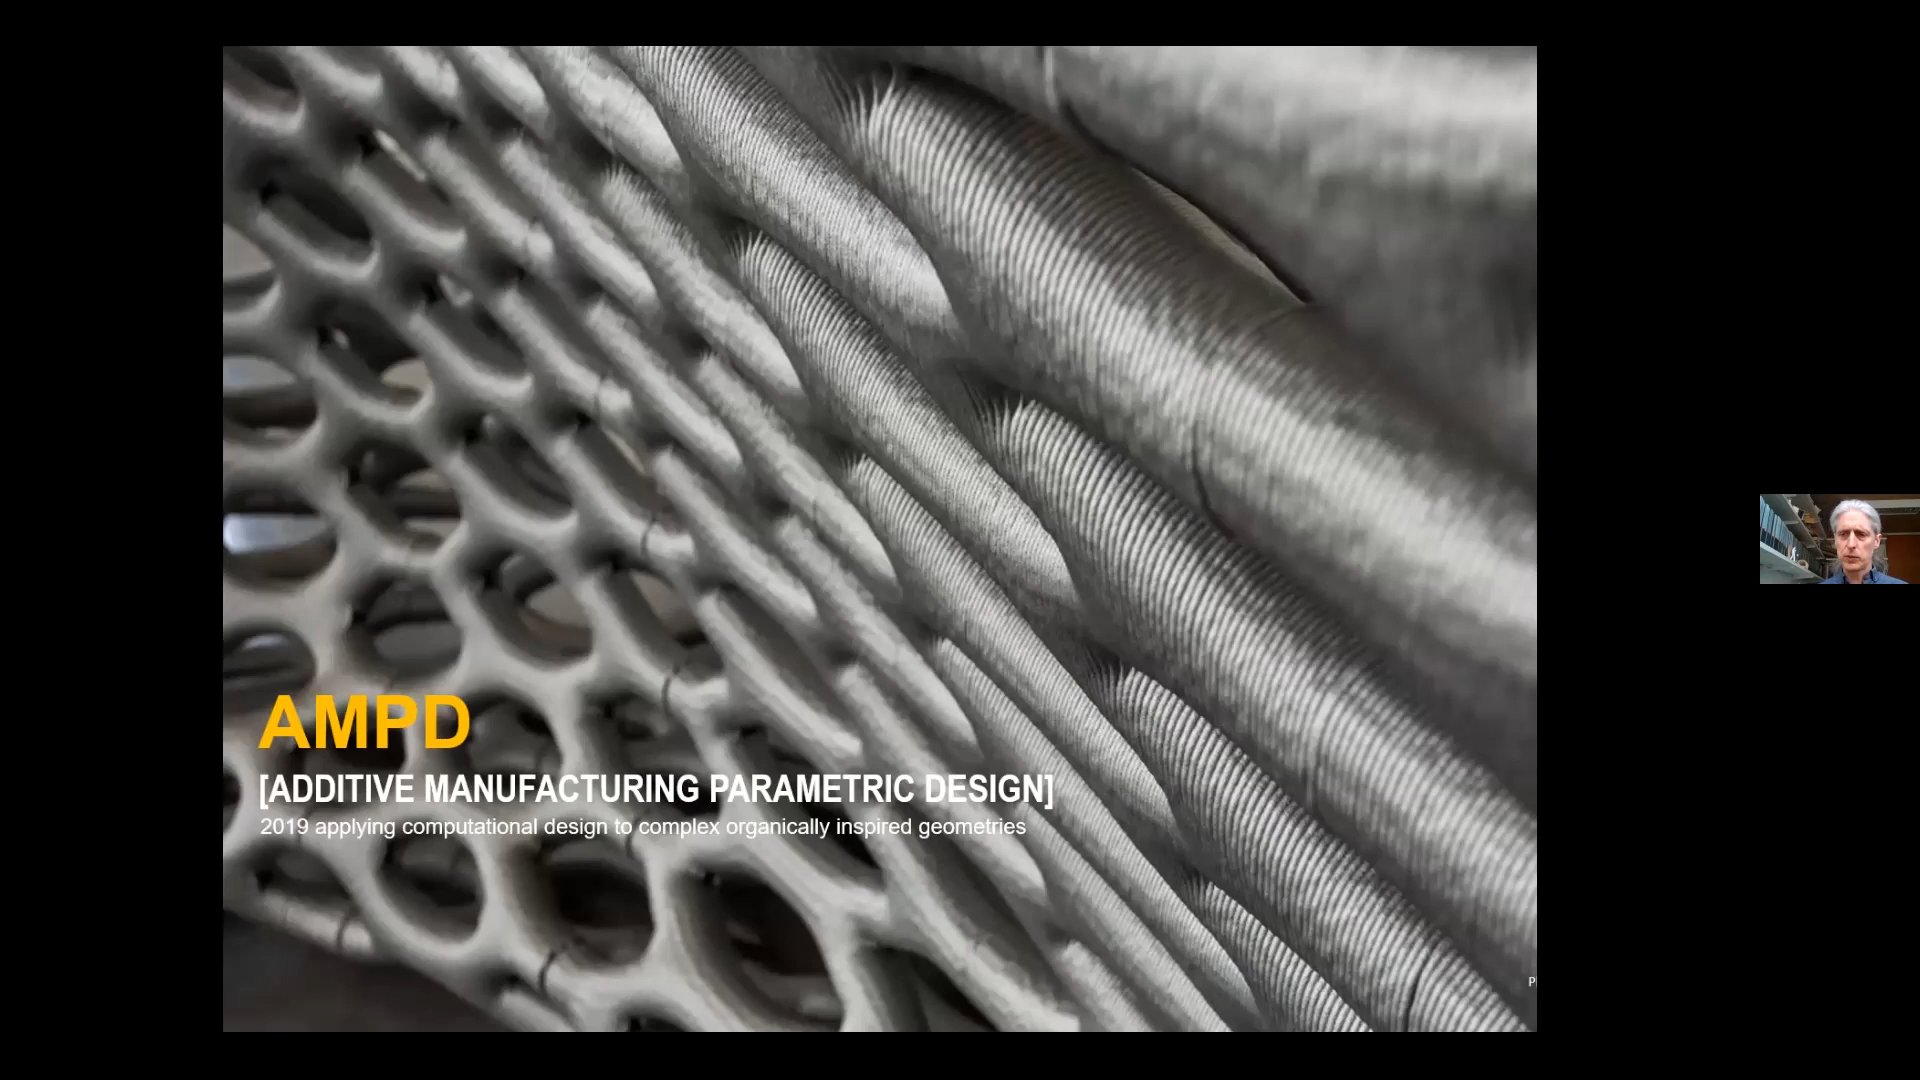 AMPD
[ADDITIVE MANUFACTURING PARAMETRIC DESIGN]
2019 applying computational design to complex organically inspired geometries
P